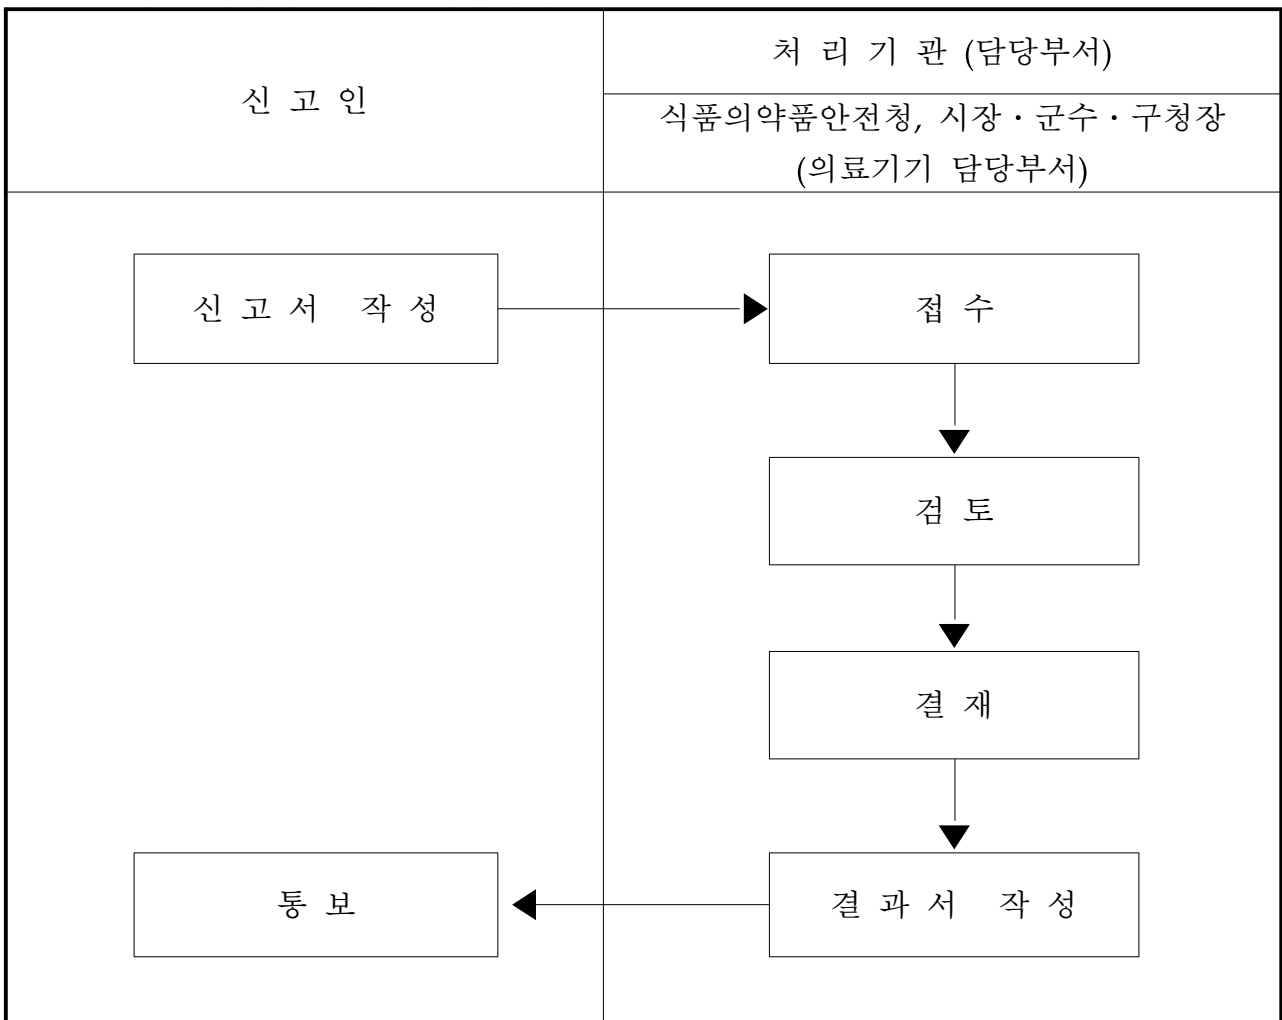 신 고 인
처 리 기 관 (담당부서)
식품의약품안전청, 시장・군수・구청장
(의료기기 담당부서)
신 고 서 작 성
접 수
검 토
결 재
통 보
결 과 서 작 성